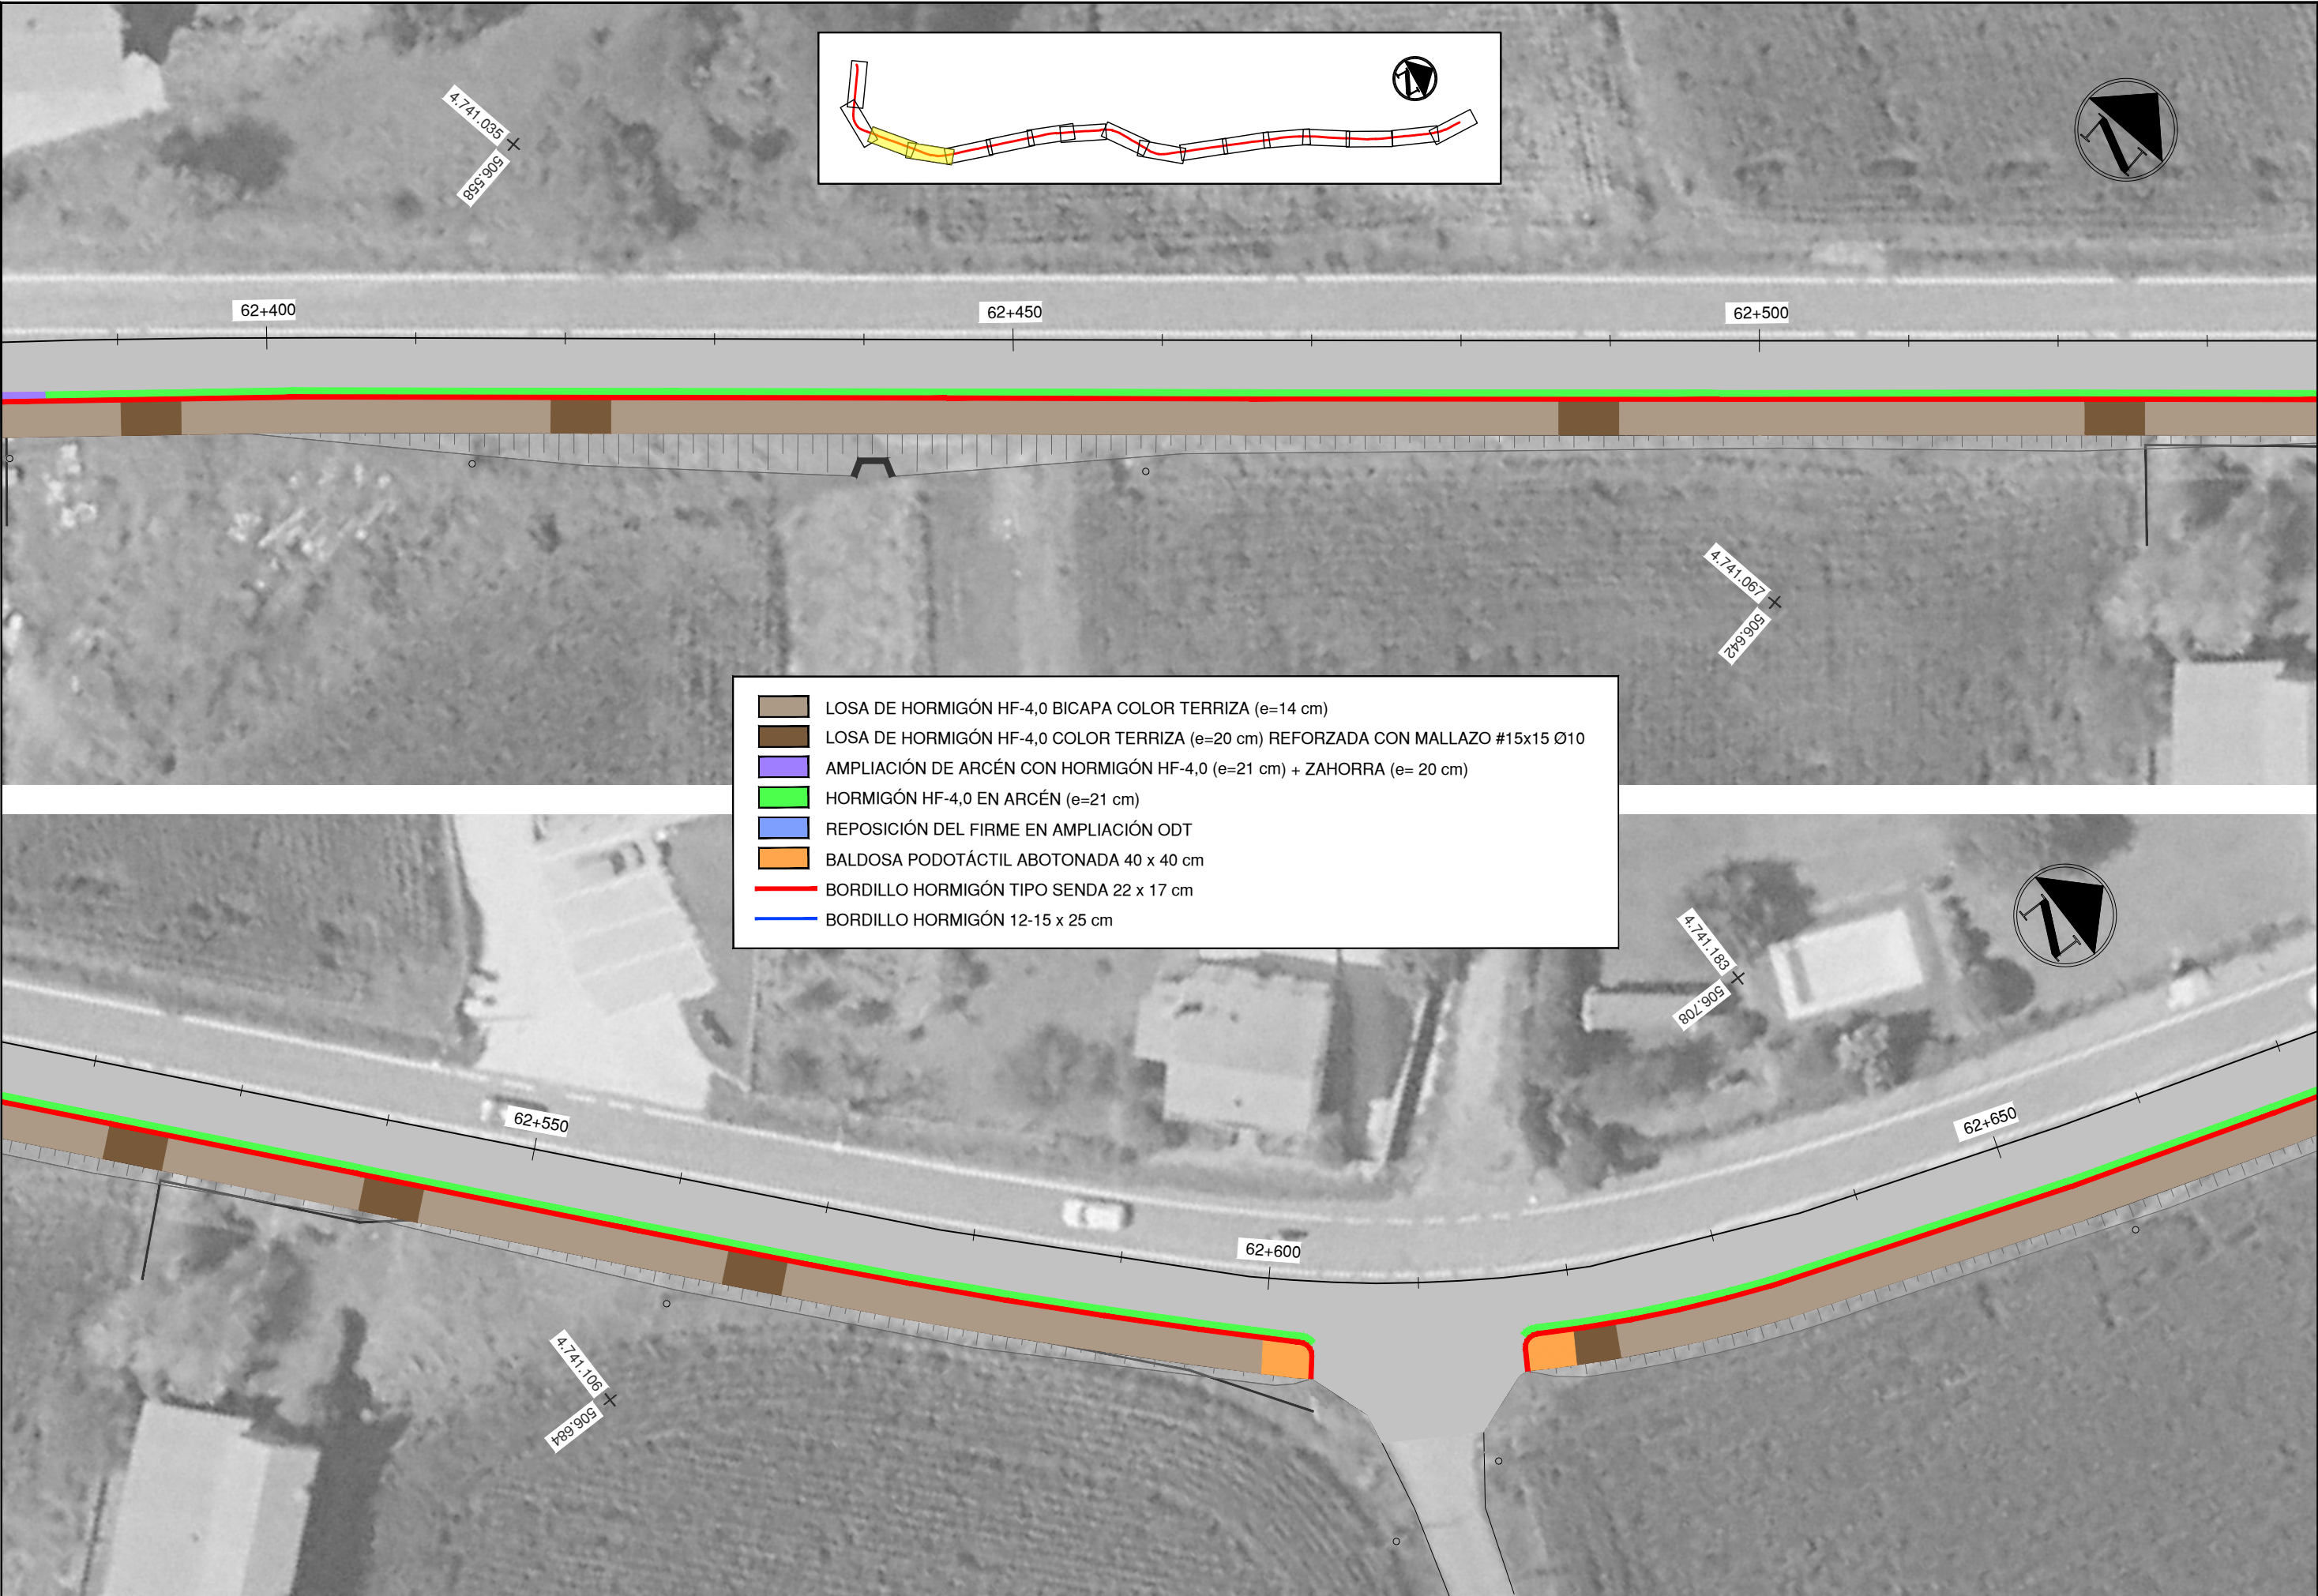 4.741.035
506.558
62+400
62+450
62+500
4.741.067
506.642
LOSA DE HORMIGÓN HF-4,0 BICAPA COLOR TERRIZA (e=14 cm)
LOSA DE HORMIGÓN HF-4,0 COLOR TERRIZA (e=20 cm) REFORZADA CON MALLAZO #15x15 Ø10
AMPLIACIÓN DE ARCÉN CON HORMIGÓN HF-4,0 (e=21 cm) + ZAHORRA (e= 20 cm)
HORMIGÓN HF-4,0 EN ARCÉN (e=21 cm)
REPOSICIÓN DEL FIRME EN AMPLIACIÓN ODT
BALDOSA PODOTÁCTIL ABOTONADA 40 x 40 cm
BORDILLO HORMIGÓN TIPO SENDA 22 x 17 cm
BORDILLO HORMIGÓN 12-15 x 25 cm
4.741.183
506.708
62+550
62+600
62+650
4.741.106
506.684